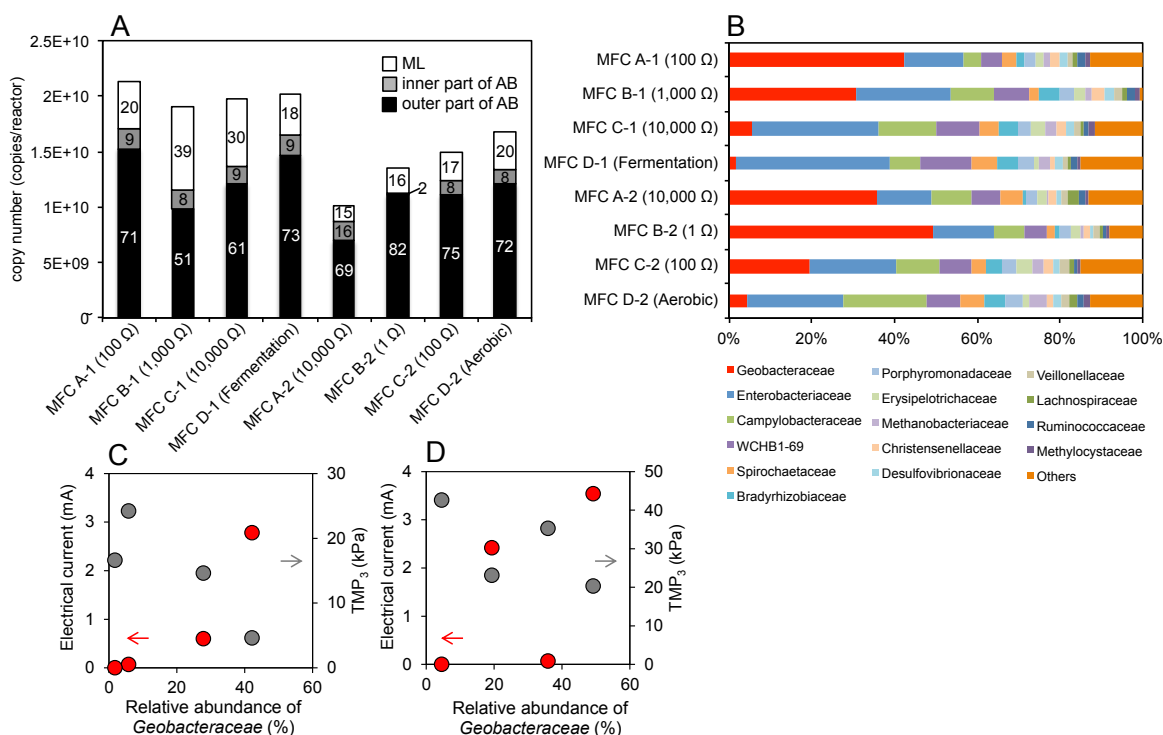 A
copy number (copies/reactor)
2.5E+10
2E+10
1.5E+10
1E+10
5E+09
0
ML
inner part of AB
outer part of AB
20 39 30 18 15 16 17 20
9 8 9 9 16 2 8 8
71 51 61 73 69 82 75 72
MFC A-1 (100 Ω)
MFC B-1 (1,000 Ω)
MFC C-1 (10,000 Ω)
MFC D-1 (Fermentation)
MFC A-2 (10,000 Ω)
MFC B-2 (1 Ω)
MFC C-2 (100 Ω)
MFC D-2 (Aerobic)
B
MFC A-1 (100 Ω)
MFC B-1 (1,000 Ω)
MFC C-1 (10,000 Ω)
MFC D-1 (Fermentation)
MFC A-2 (10,000 Ω)
MFC B-2 (1 Ω)
MFC C-2 (100 Ω)
MFC D-2 (Aerobic)
0% 20% 40% 60% 80% 100%
Geobacteraceae
Enterobacteriaceae
Campylobacteraceae
WCHB1-69
Spirochaetaceae
Bradyrhizobiaceae
Porphyromonadaceae
Erysipelotrichaceae
Methanobacteriaceae
Christensenellaceae
Desulfovibrionaceae
Veillonellaceae
Lachnospiraceae
Ruminococcaceae
Methylocystaceae
Others
C
Electrical current (mA)
4
3
2
1
0
30
20
10
0
TMP3 (kPa)
0 20 40 60
Relative abundance of
Geobacteraceae (%)
D
Electrical current (mA)
4
3
2
1
0
50
40
30
20
10
0
TMP3 (kPa)
0 20 40 60
Relative abundance of
Geobacteraceae (%)